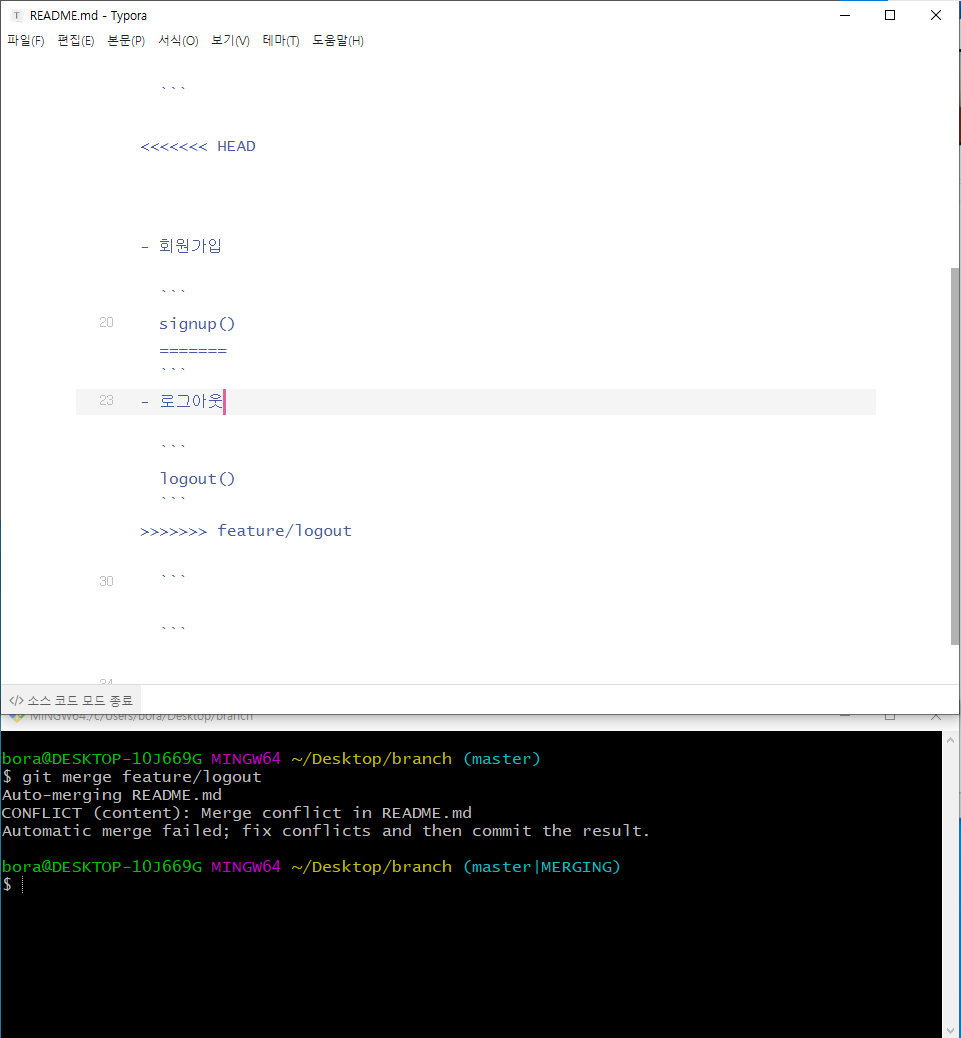 README.md - Typora
파일(F) 편집(E) 본문(P) 서식(O) 보기(V) 테마(T) 도움말(H)
```
<<<<<<< HEAD
- 회원가입
```
20 signup()
=======
```
23 - 로그아웃
```
logout()
```
>>>>>>> feature/logout
30 ```
```
34
</> 소스 코드 모드 종료
MINGW64:/c/Users/bora/Desktop/branch
bora@DESKTOP-1OJ669G MINGW64 ~/Desktop/branch (master)
$ git merge feature/logout
Auto-merging README.md
CONFLICT (content): Merge conflict in README.md
Automatic merge failed; fix conflicts and then commit the result.
bora@DESKTOP-1OJ669G MINGW64 ~/Desktop/branch (master|MERGING)
$